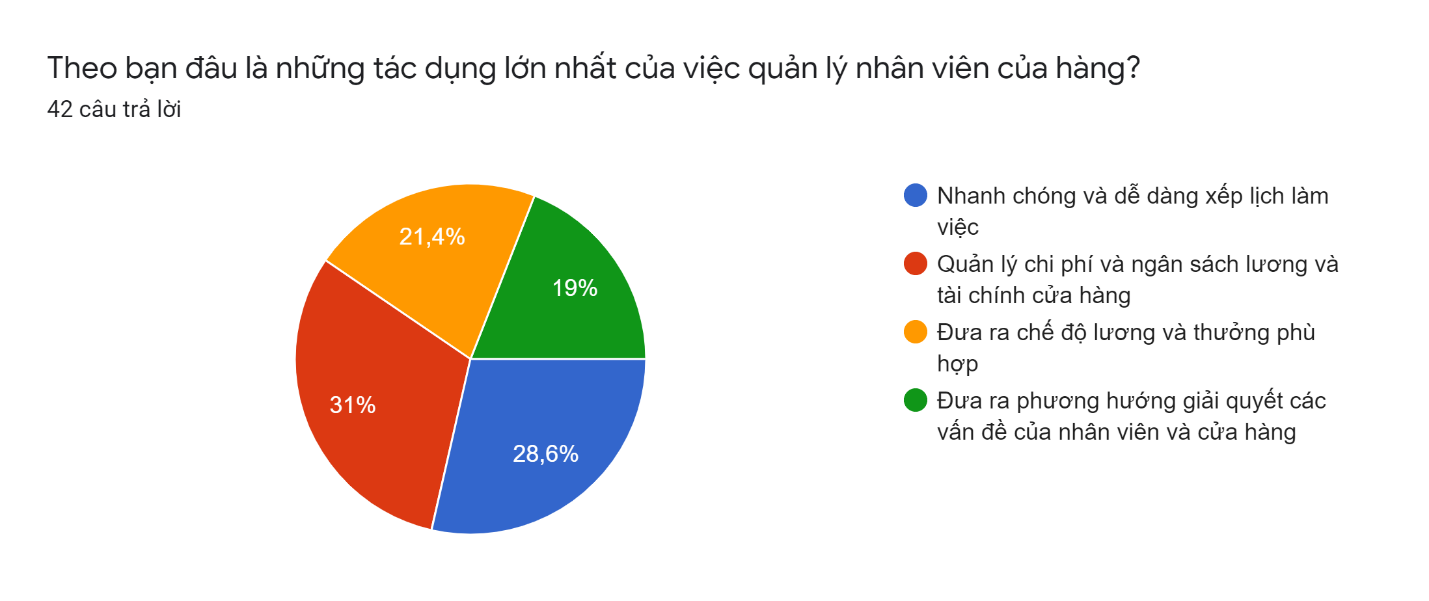 Theo bạn đâu là những tác dụng lớn nhất của việc quản lý nhân viên của hàng?
42 câu trả lời
21,4%
19%
31%
28,6%
Nhanh chóng và dễ dàng xếp lịch làm
việc
Quản lý chi phí và ngân sách lương và
tài chính cửa hàng
Đưa ra chế độ lương và thưởng phù
hợp
Đưa ra phương hướng giải quyết các
vấn đề của nhân viên và cửa hàng